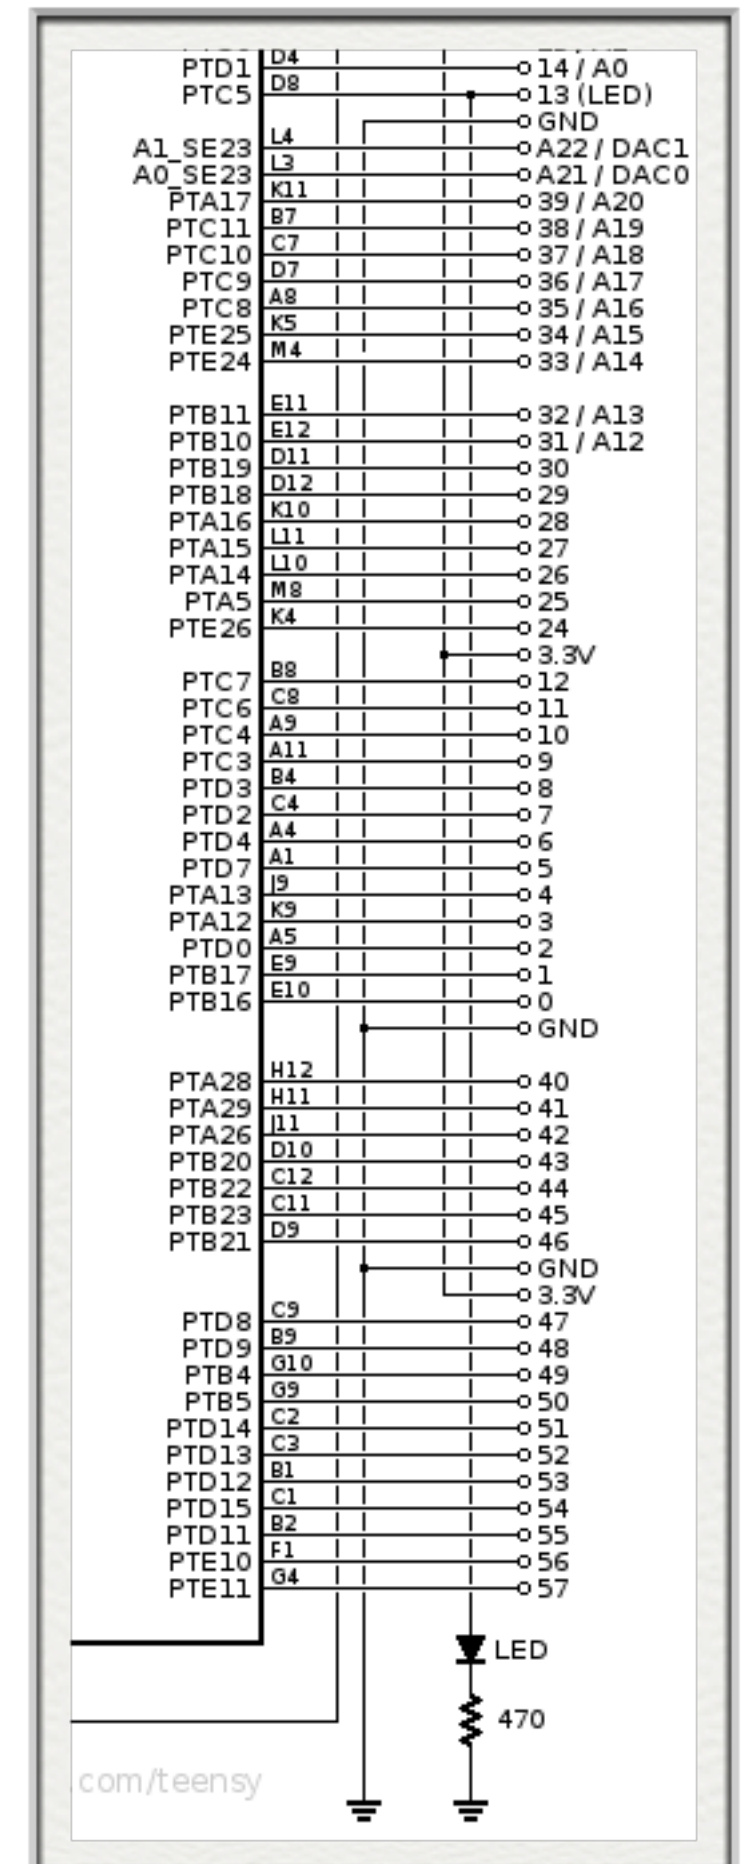 PTD1 D4 14 / A0
PTC5 D8 13 (LED)
GND
A1_SE23 L4 A22 / DAC1
A0_SE23 L3 A21 / DAC0
PTA17 K11 39 / A20
PTC11 B7 38 / A19
PTC10 C7 37 / A18
PTC9 D7 36 / A17
PTC8 A8 35 / A16
PTE25 K5 34 / A15
PTE24 M4 33 / A14
PTB11 E11 32 / A13
PTB10 E12 31 / A12
PTB19 D11 30
PTB18 D12 29
PTA16 K10 28
PTA15 L11 27
PTA14 L10 26
PTA5 M8 25
PTE26 K4 24
3.3V
PTC7 B8 12
PTC6 C8 11
PTC4 A9 10
PTC3 A11 9
PTD3 B4 8
PTD2 C4 7
PTD4 A4 6
PTD7 A1 5
PTA13 J9 4
PTA12 K9 3
PTD0 A5 2
PTB17 E9 1
PTB16 E10 0
GND
PTA28 H12 40
PTA29 H11 41
PTA26 J11 42
PTB20 D10 43
PTB22 C12 44
PTB23 C11 45
PTB21 D9 46
GND
3.3V
PTD8 C9 47
PTD9 B9 48
PTB4 G10 49
PTB5 G9 50
PTD14 C2 51
PTD13 C3 52
PTD12 B1 53
PTD15 C1 54
PTD11 B2 55
PTE10 F1 56
PTE11 G4 57
LED
470
.com/teensy